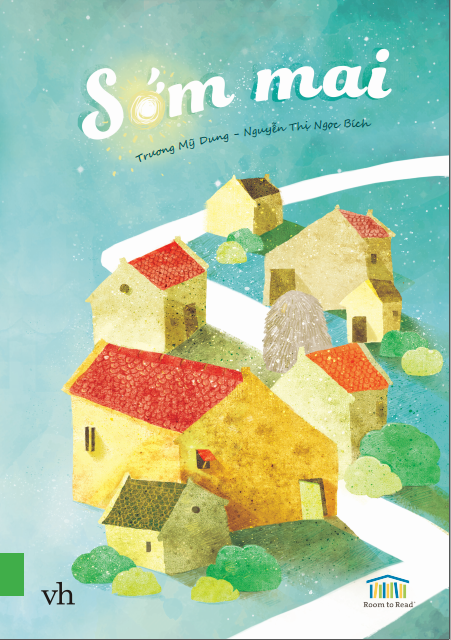 Sớm mai
Trương Mỹ Dung - Nguyễn Thị Ngọc Bích
vh
Room to Read®